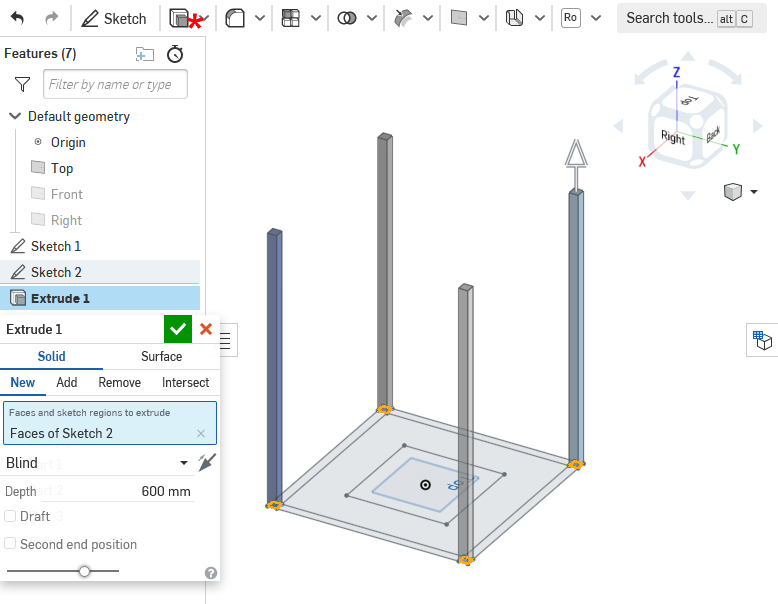 Sketch
Ro
Search tools... alt C
Features (7)
Filter by name or type
Default geometry
Origin
Top
Front
Right
Sketch 1
Sketch 2
Extrude 1
Extrude 1
Solid Surface
New Add Remove Intersect
Faces and sketch regions to extrude
Faces of Sketch 2
Blind
Depth 600 mm
Draft
Second end position
Z
Top
Right
Back
X
Y
Top